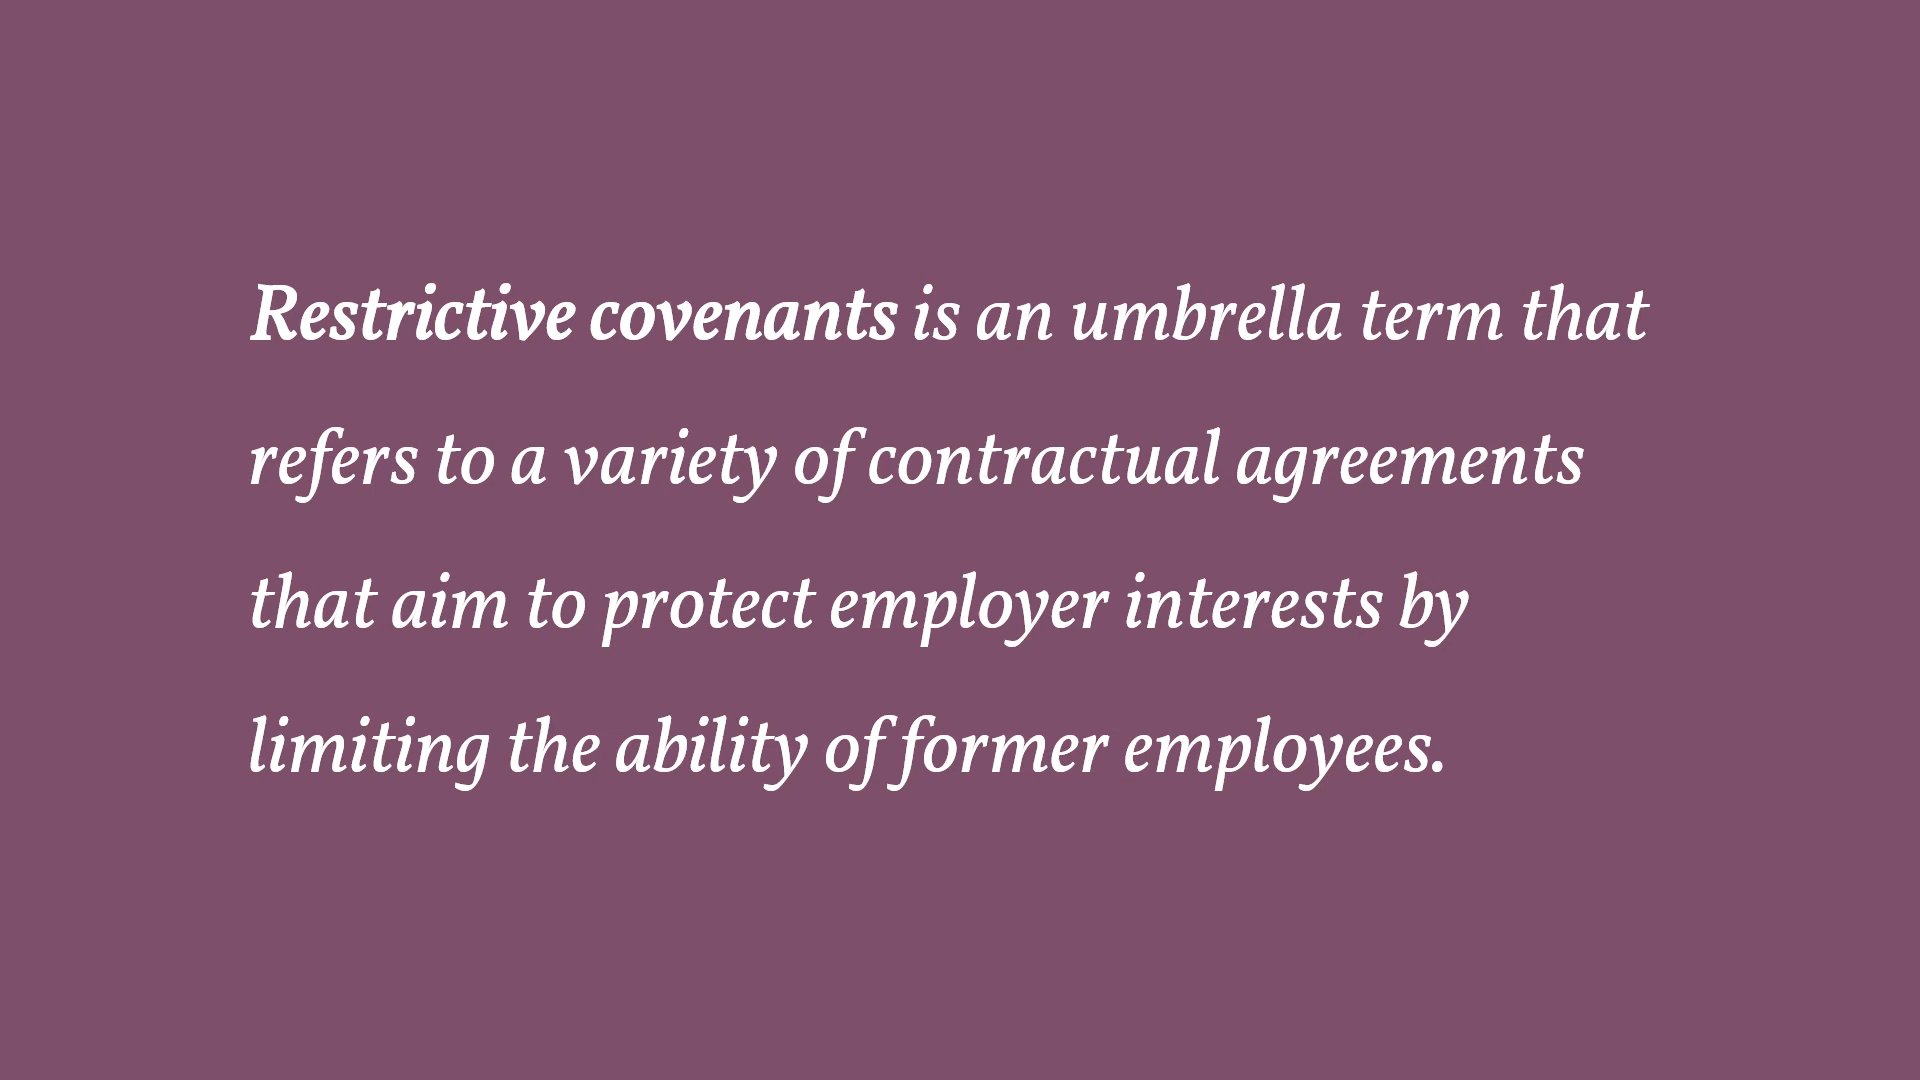 Restrictive covenants is an umbrella term that
refers to a variety of contractual agreements
that aim to protect employer interests by
limiting the ability of former employees.